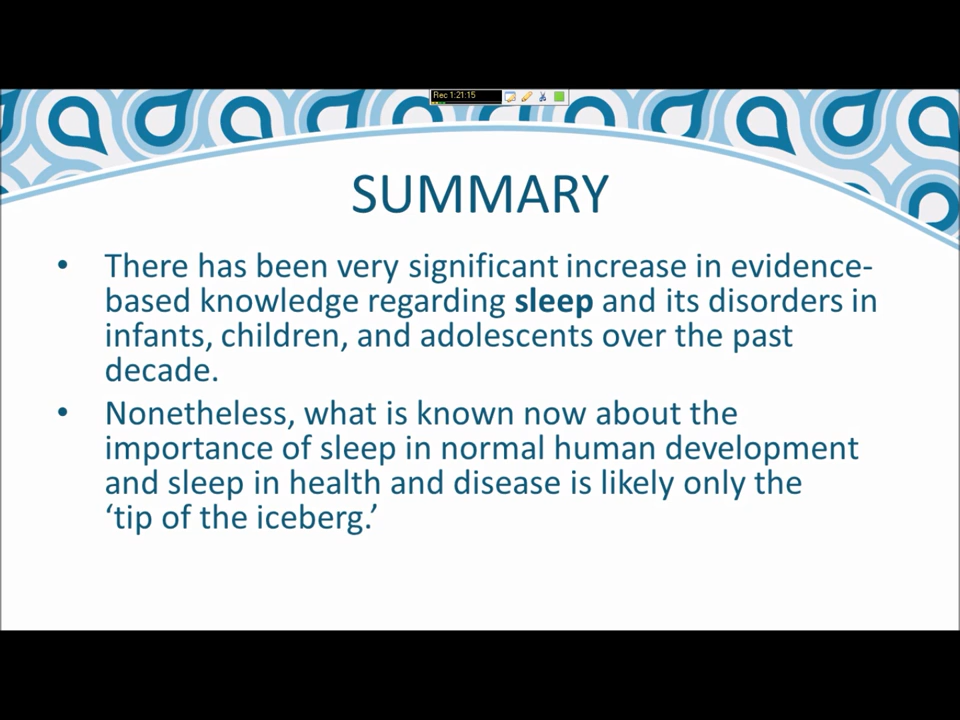 Rec 1:21:15
SUMMARY
• There has been very significant increase in evidence-
based knowledge regarding sleep and its disorders in
infants, children, and adolescents over the past
decade.
• Nonetheless, what is known now about the
importance of sleep in normal human development
and sleep in health and disease is likely only the
‘tip of the iceberg.’